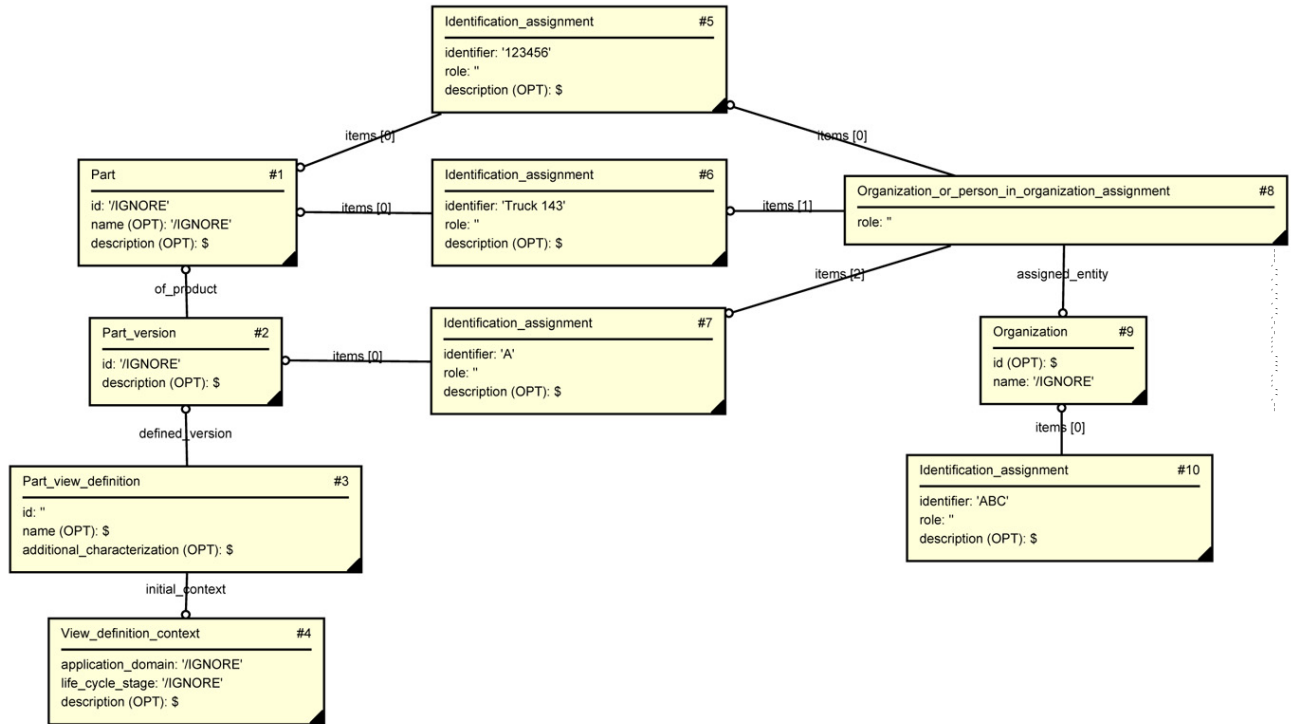 Identification_assignment #5
identifier: '123456'
role: ''
description (OPT): $
items [0]
items [0]
Part #1
id: '/IGNORE'
name (OPT): '/IGNORE'
description (OPT): $
items [0]
Identification_assignment #6
identifier: 'Truck 143'
role: ''
description (OPT): $
items [1]
Organization_or_person_in_organization_assignment #8
role: ''
of_product
items [2]
assigned_entity
Part_version #2
id: '/IGNORE'
description (OPT): $
items [0]
Identification_assignment #7
identifier: 'A'
role: ''
description (OPT): $
Organization #9
id (OPT): $
name: '/IGNORE'
defined_version
items [0]
Part_view_definition #3
id: ''
name (OPT): $
additional_characterization (OPT): $
Identification_assignment #10
identifier: 'ABC'
role: ''
description (OPT): $
initial_context
View_definition_context #4
application_domain: '/IGNORE'
life_cycle_stage: '/IGNORE'
description (OPT): $